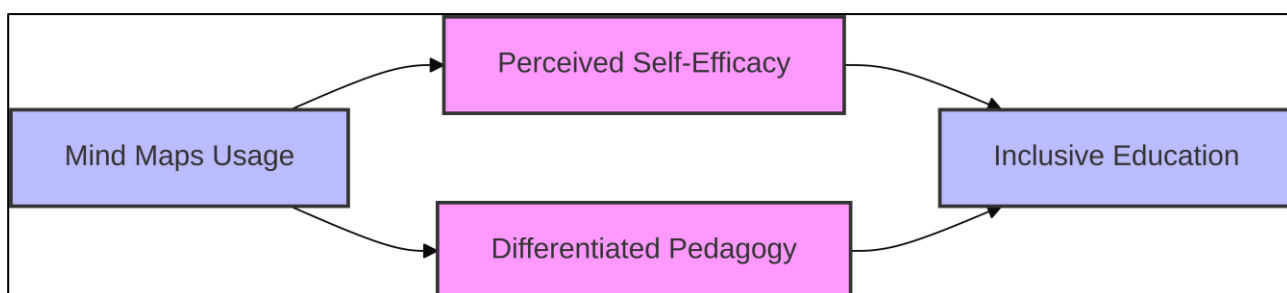 Perceived Self-Efficacy
Mind Maps Usage
Inclusive Education
Differentiated Pedagogy